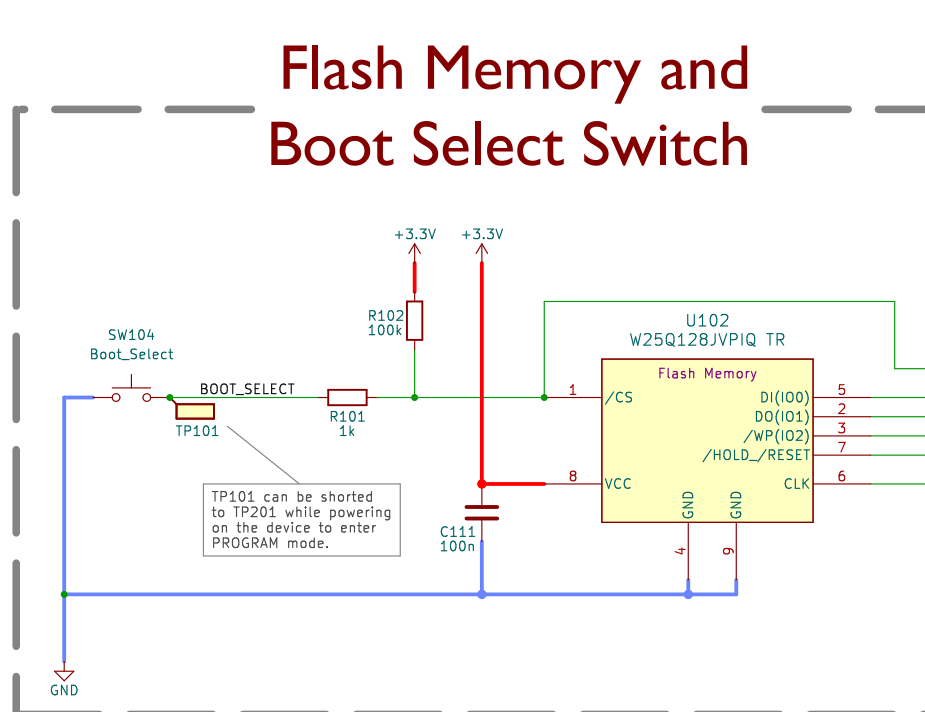 Flash Memory and
Boot Select Switch
+3.3V
+3.3V
R102
100k
U102
W25Q128JVPIQ TR
SW104
Boot_Select
BOOT_SELECT
R101
1k
TP101
Flash Memory
1
/CS
DI(IO0)
5
DO(IO1)
2
/WP(IO2)
3
/HOLD_/RESET
7
8
VCC
CLK
6
GND
GND
4
9
TP101 can be shorted
to TP201 while powering
on the device to enter
PROGRAM mode.
C111
100n
GND